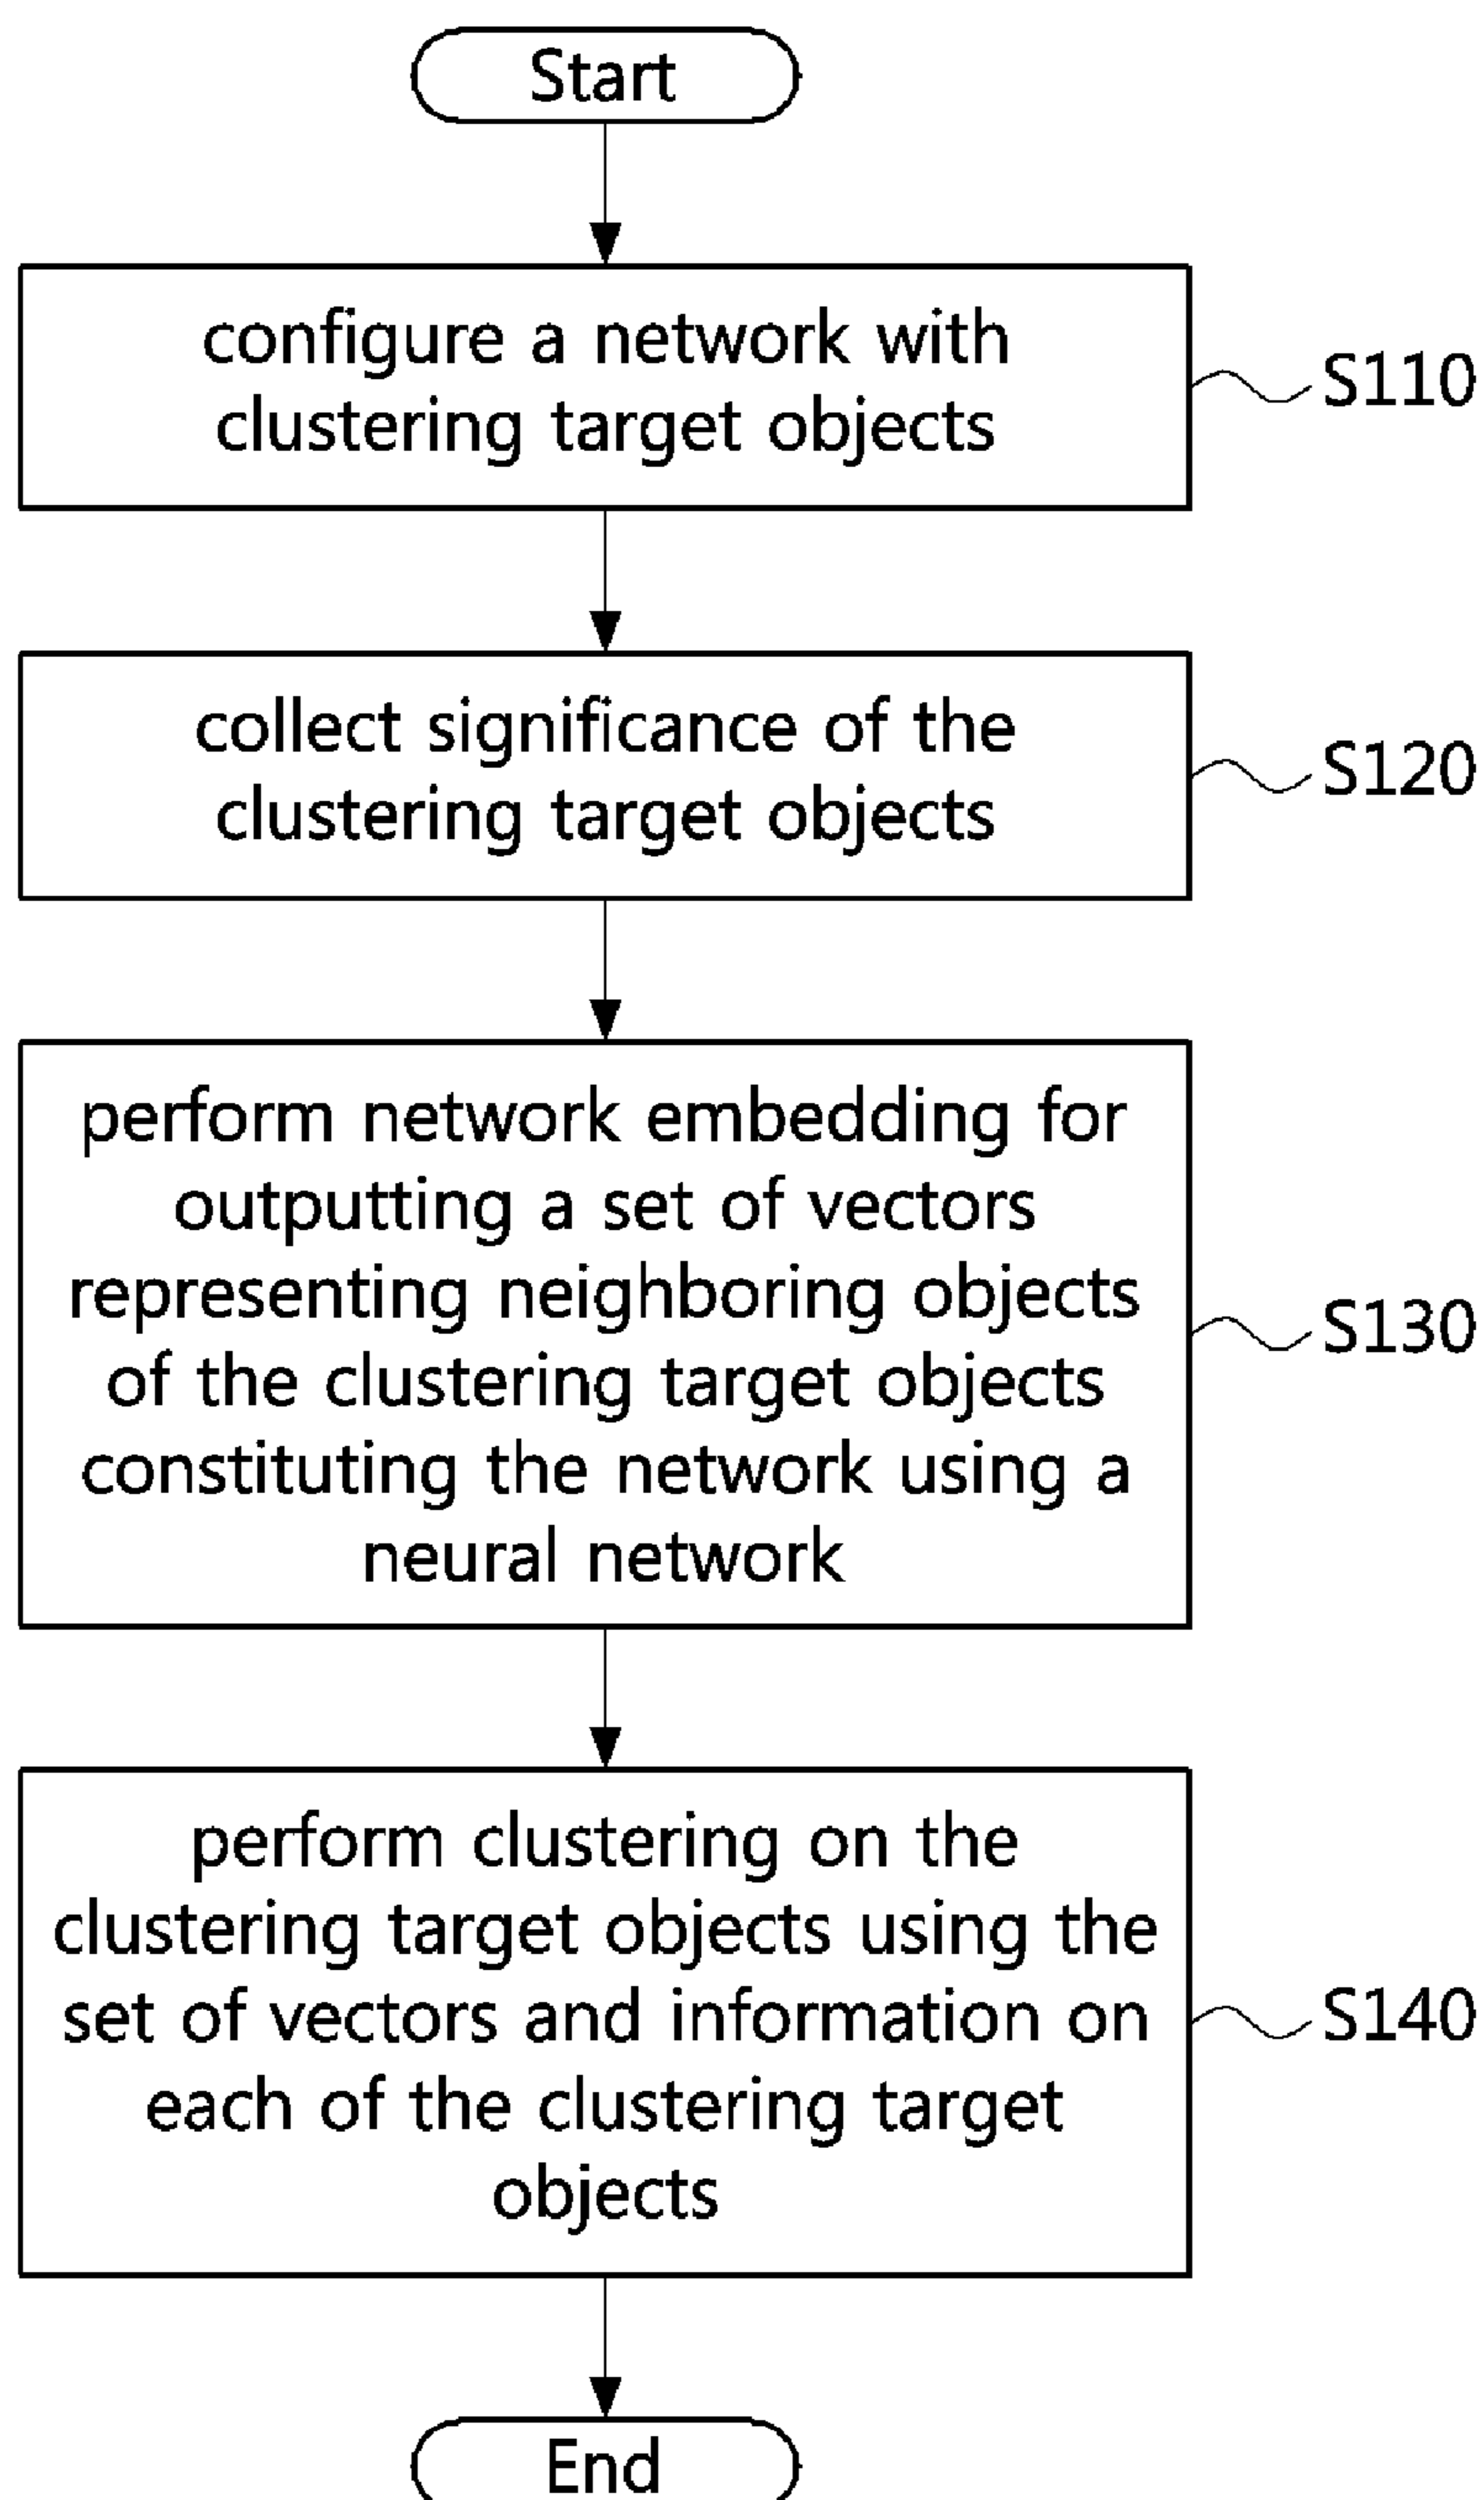 Start
configure a network with
clustering target objects
S110
collect significance of the
clustering target objects
S120
perform network embedding for
outputting a set of vectors
representing neighboring objects
of the clustering target objects
constituting the network using a
neural network
S130
perform clustering on the
clustering target objects using the
set of vectors and information on
each of the clustering target
objects
S140
End